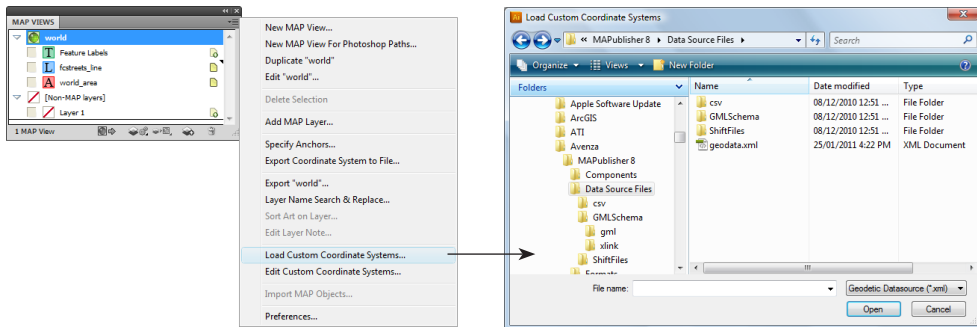 MAP VIEWS
world
T Feature Labels
L fcstreets_line
A world_area
[Non-MAP layers]
Layer 1
1 MAP View
New MAP View...
New MAP View For Photoshop Paths...
Duplicate "world"
Edit "world"...
Delete Selection
Add MAP Layer...
Specify Anchors...
Export Coordinate System to File...
Export "world"...
Layer Name Search & Replace...
Sort Art on Layer...
Edit Layer Note...
Load Custom Coordinate Systems...
Edit Custom Coordinate Systems...
Import MAP Objects...
Preferences...
Ai Load Custom Coordinate Systems
« MAPublisher 8 Data Source Files Search
Organize Views New Folder
Folders
Apple Software Update
ArcGIS
ATI
Avenza
MAPublisher 8
Components
Data Source Files
csv
GMLSchema
gml
xlink
ShiftFiles
Formats
Name Date modified Type
csv 08/12/2010 12:51 ... File Folder
GMLSchema 08/12/2010 12:51 ... File Folder
ShiftFiles 08/12/2010 12:51 ... File Folder
geodata.xml 25/01/2011 4:22 PM XML Document
File name: Geodetic Datasource (*.xml)
Open Cancel